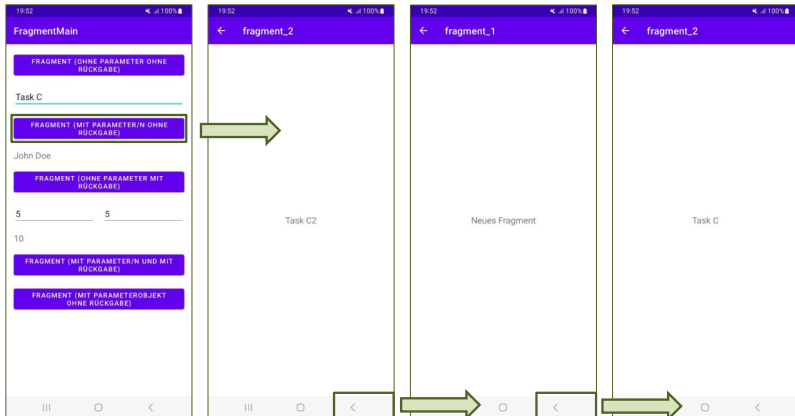 19:52
100%
FragmentMain
FRAGMENT (OHNE PARAMETER OHNE
RÜCKGABE)
Task C
FRAGMENT (MIT PARAMETER/N OHNE
RÜCKGABE)
John Doe
FRAGMENT (OHNE PARAMETER MIT
RÜCKGABE)
5 5
10
FRAGMENT (MIT PARAMETER/N UND MIT
RÜCKGABE)
FRAGMENT (MIT PARAMETEROBJEKT
OHNE RÜCKGABE)
19:52
100%
fragment_2
Task C2
19:52
100%
fragment_1
Neues Fragment
19:52
100%
fragment_2
Task C